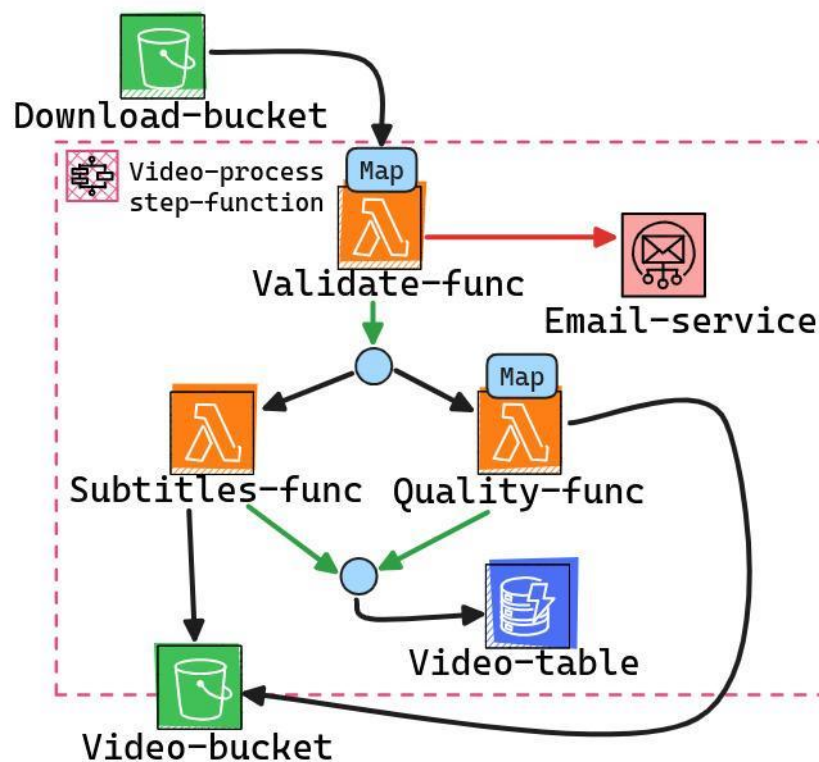 Download-bucket
Map
Video-process
step-function
Validate-func
Email-service
Map
Subtitles-func
Quality-func
Video-table
Video-bucket